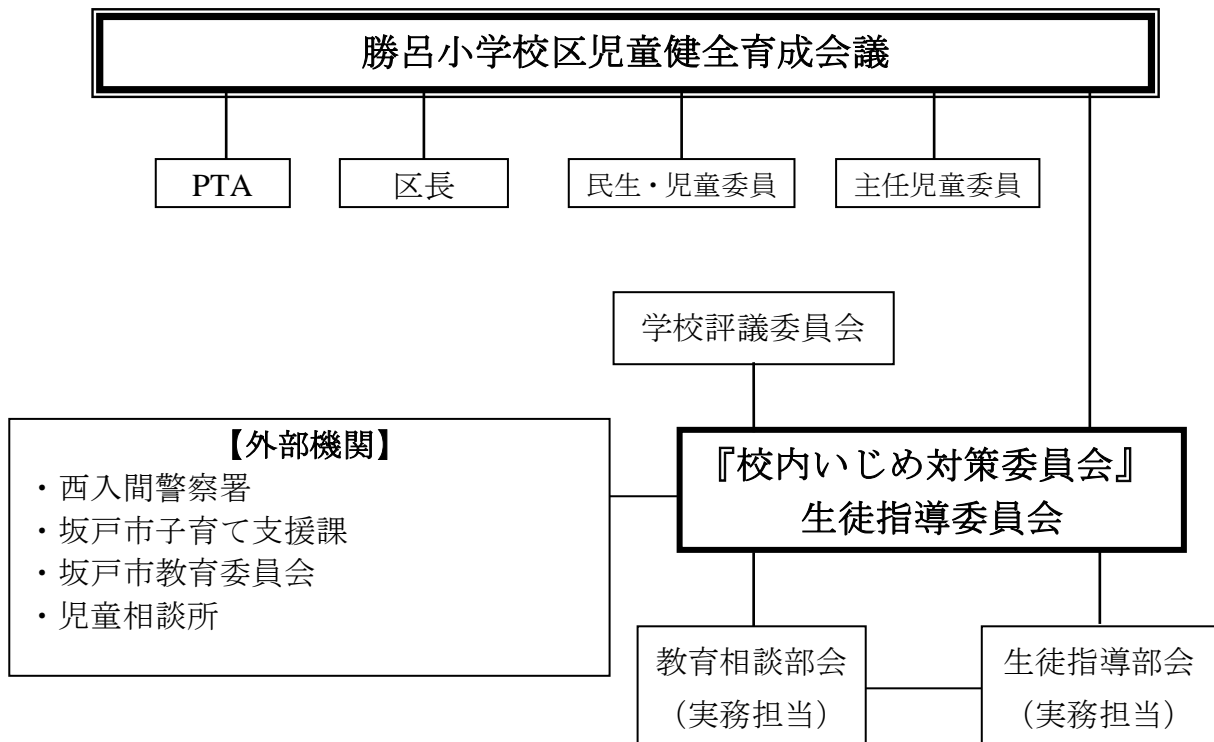 勝呂小学校区児童健全育成会議
PTA
区長
民生・児童委員
主任児童委員
学校評議委員会
【外部機関】
・西入間警察署
・坂戸市子育て支援課
・坂戸市教育委員会
・児童相談所
『校内いじめ対策委員会』
生徒指導委員会
教育相談部会
（実務担当）
生徒指導部会
（実務担当）